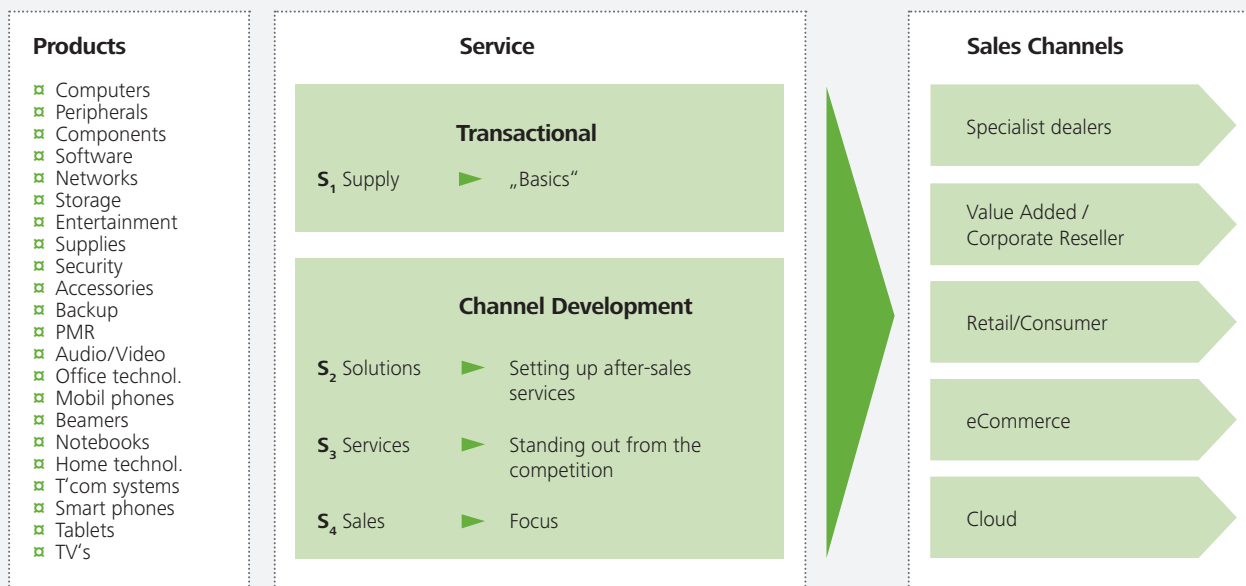 Products
¤ Computers
¤ Peripherals
¤ Components
¤ Software
¤ Networks
¤ Storage
¤ Entertainment
¤ Supplies
¤ Security
¤ Accessories
¤ Backup
¤ PMR
¤ Audio/Video
¤ Office technol.
¤ Mobil phones
¤ Beamers
¤ Notebooks
¤ Home technol.
¤ T'com systems
¤ Smart phones
¤ Tablets
¤ TV's
Service
Transactional
S₁ Supply ► „Basics“
Channel Development
S₂ Solutions ► Setting up after-sales
services
S₃ Services ► Standing out from the
competition
S₄ Sales ► Focus
Sales Channels
Specialist dealers
Value Added /
Corporate Reseller
Retail/Consumer
eCommerce
Cloud